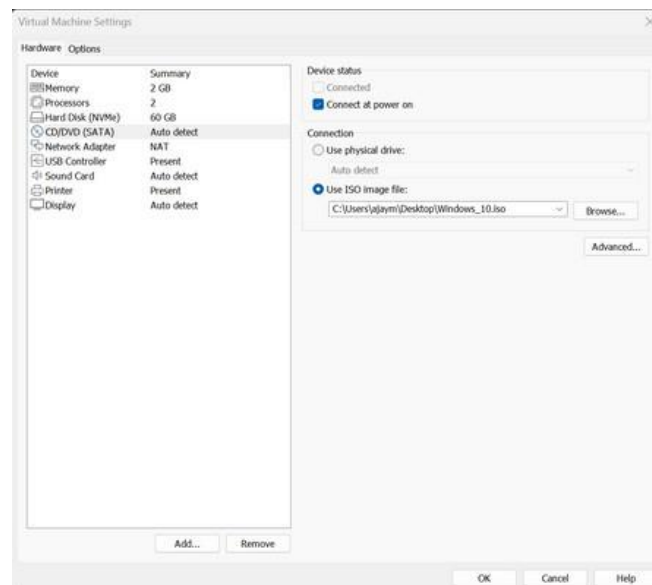 Virtual Machine Settings
Hardware Options
Device Summary
Memory 2 GB
Processors 2
Hard Disk (NVMe) 60 GB
CD/DVD (SATA) Auto detect
Network Adapter NAT
USB Controller Present
Sound Card Auto detect
Printer Present
Display Auto detect
Add... Remove
Device status
Connected
Connect at power on
Connection
Use physical drive:
Auto detect
Use ISO image file:
C:\Users\ajaym\Desktop\Windows_10.iso Browse...
Advanced...
OK Cancel Help